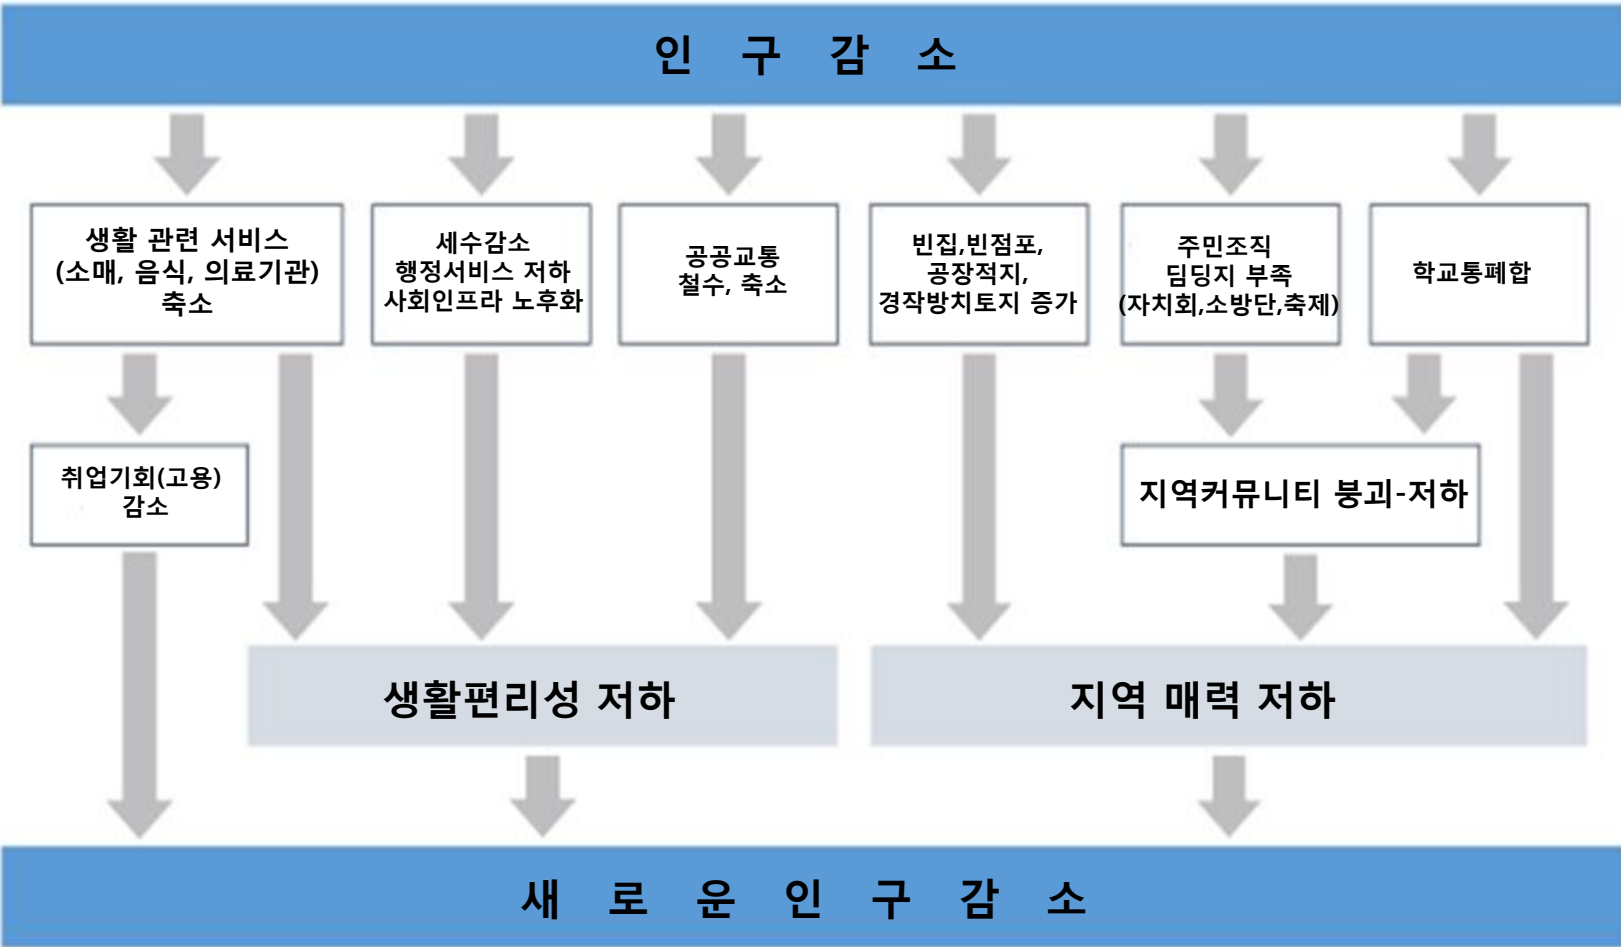 인 구 감 소
생활 관련 서비스
(소매, 음식, 의료기관)
축소
세수감소
행정서비스 저하
사회인프라 노후화
공공교통
철수, 축소
빈집,빈점포,
공장적지,
경작방치토지 증가
주민조직
딤딩지 부족
(자치회,소방단,축제)
학교통폐합
취업기회(고용)
감소
지역커뮤니티 붕괴-저하
생활편리성 저하
지역 매력 저하
새 로 운 인 구 감 소